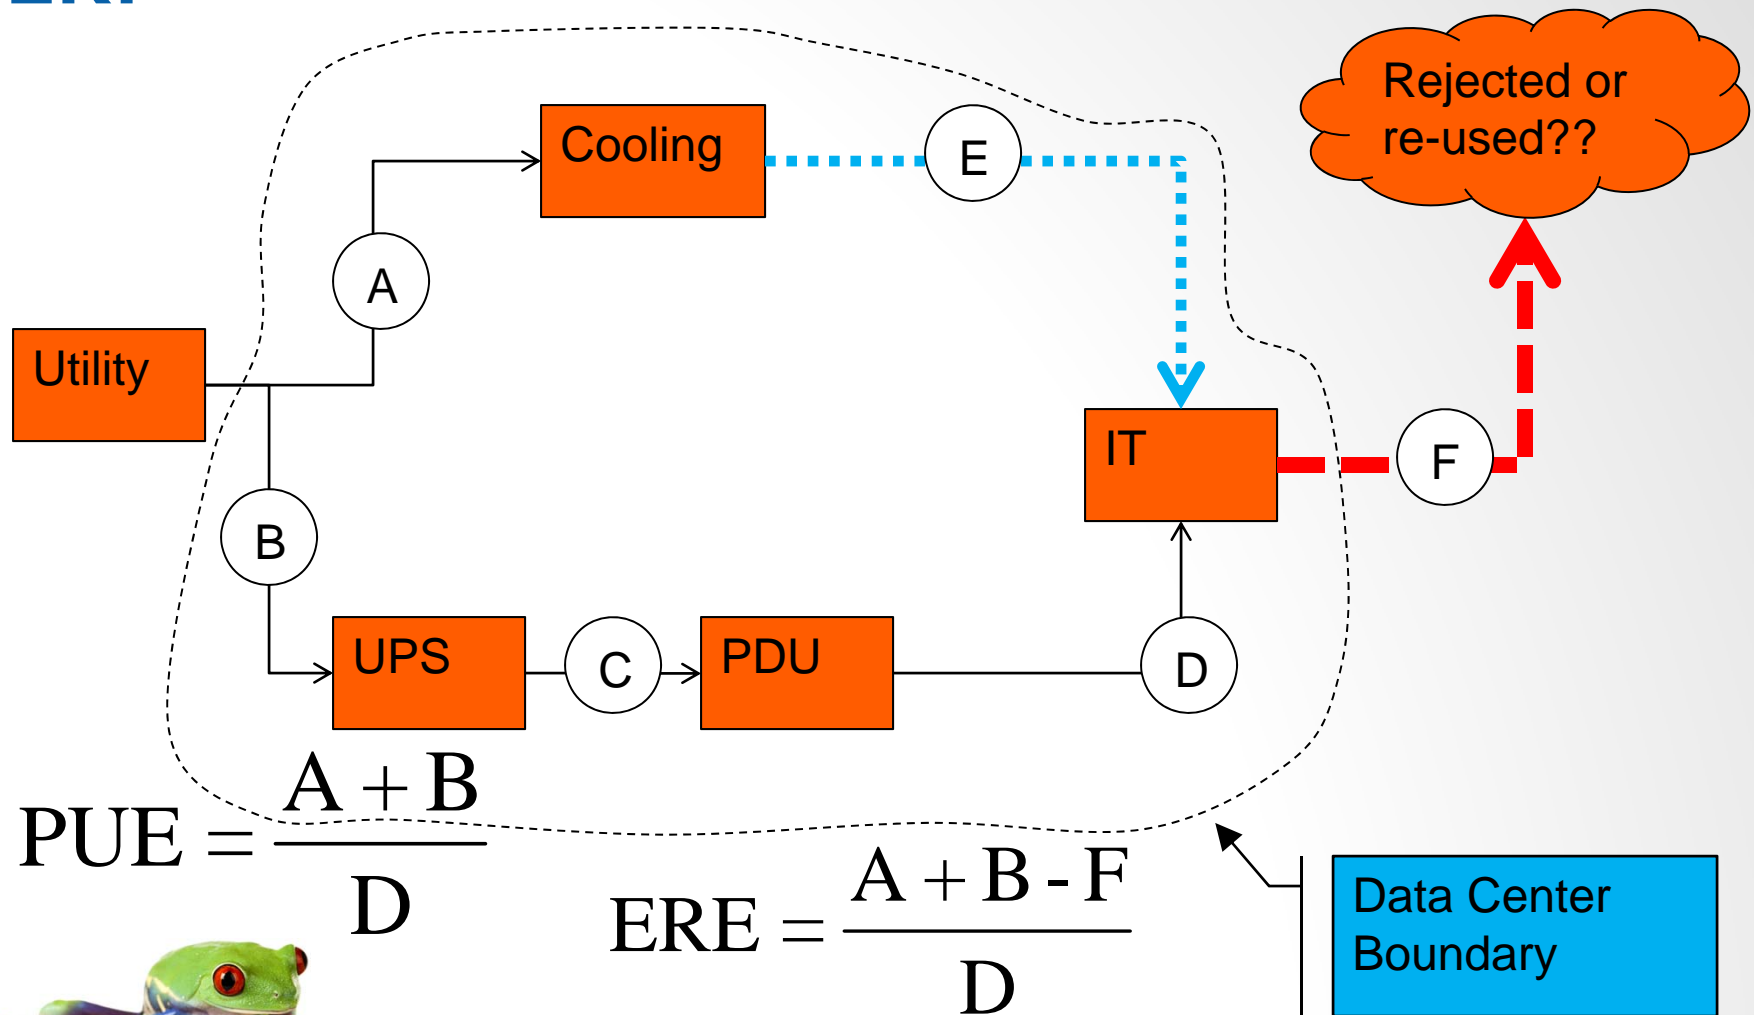 Rejected or
re-used??
Cooling
E
A
Utility
IT
F
B
UPS
C
PDU
D
PUE = A + B
D
ERE = A + B - F
D
Data Center
Boundary